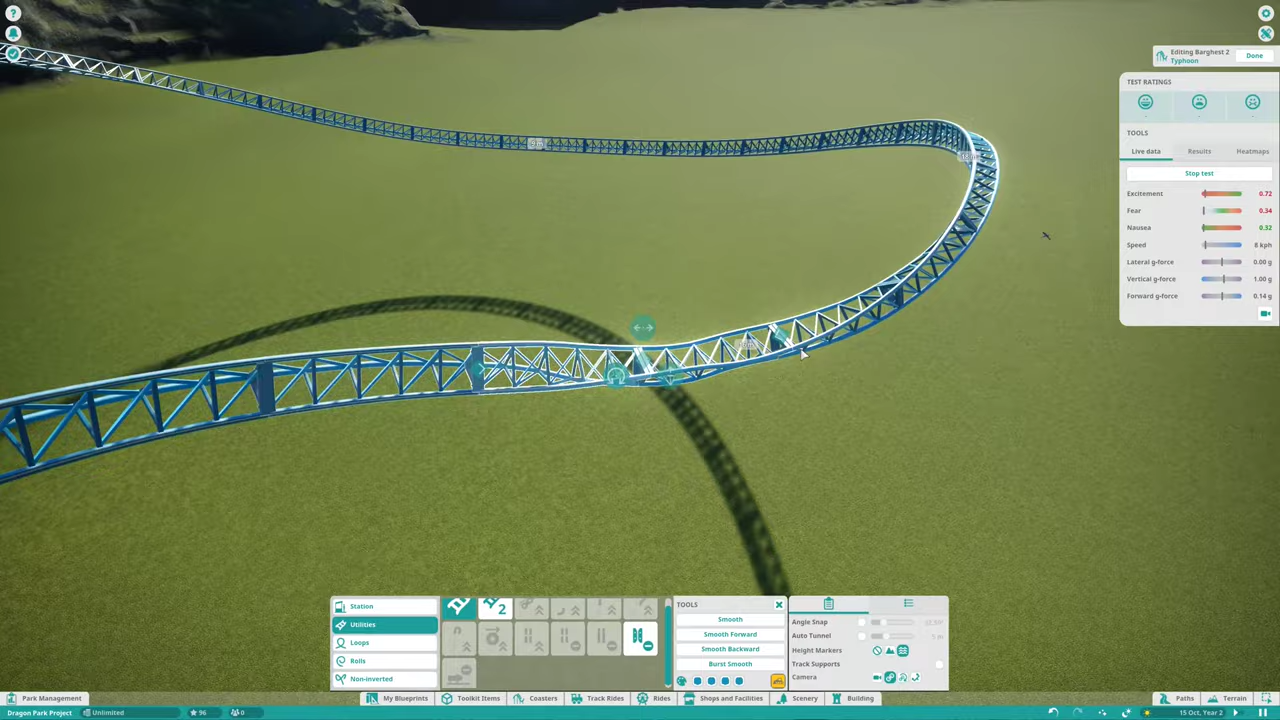 ?
Editing Barghest 2
Typhoon
Done
TEST RATINGS
- - -
TOOLS
Live data Results Heatmaps
Stop test
Excitement 0.72
Fear 0.34
Nausea 0.32
Speed 8 kph
Lateral g-force 0.00 g
Vertical g-force 1.00 g
Forward g-force 0.14 g
Station
Utilities
Loops
Rolls
Non-inverted
2
TOOLS
Smooth
Smooth Forward
Smooth Backward
Burst Smooth
Angle Snap
Auto Tunnel 5 m
Height Markers
Track Supports
Camera
Park Management
My Blueprints Toolkit Items Coasters Track Rides Rides Shops and Facilities Scenery Building Paths Terrain
Dragon Park Project Unlimited 96 0 15 Oct, Year 2